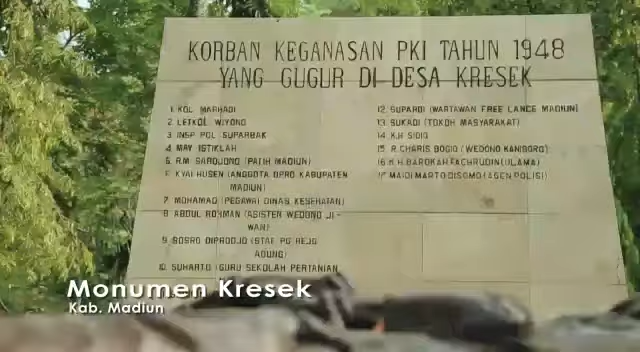 KORBAN KEGANASAN PKI TAHUN 1948
YANG GUGUR DI DESA KRESEK
1 KOL MARHADI
2 LETKOL WIYONO
3 INSP POL SUPARBAK
4 MAY ISTIKLAH
5 R.M SAROJONO (PATIH MADIUN)
6 KYAI HUSEN (ANGGOTA DPRD KABUPATEN
MADIUN)
7 MOHAMAD (PEGAWAI DINAS KESEHATAN)
8 ABDUL ROHMAN (ASISTEN WEDONO JI-
WAN)
9 SOSRO DIPRODJO (STAF PG REJO
AGUNG)
10 SUHARTO (GURU SEKOLAH PERTANIAN
12 SUPARDI (WARTAWAN FREE LANCE MADIUN)
13 SUKADI (TOKOH MASYARAKAT)
14 K.H SIDIQ
15 R.CHARIS BOGIO (WEDONO KANIGORO)
16 K.H. BAROKAH FACHRUDIN (ULAMA)
17 MAIDI MARTO DISOMO (AGEN POLISI)
Monumen Kresek
Kab. Madiun